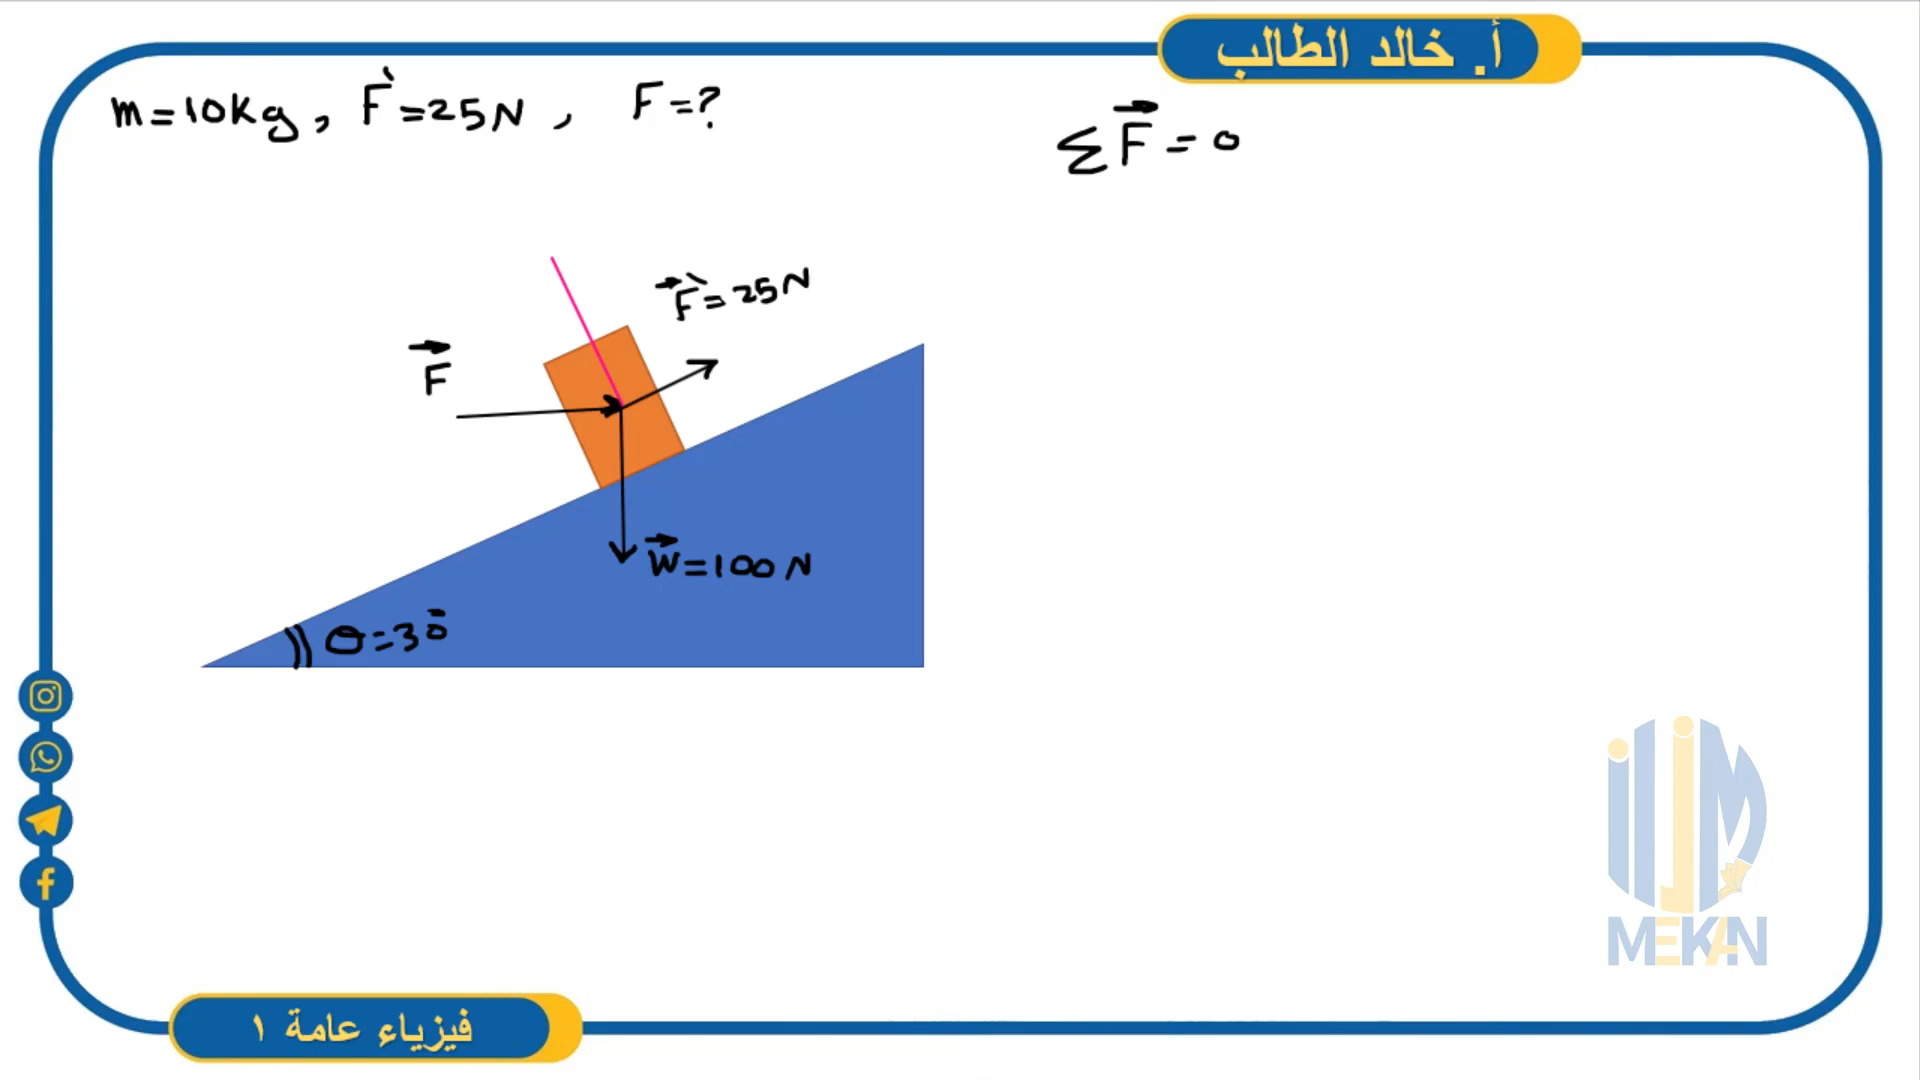 أ. خالد الطالب
m=10kg, F̀=25N, F=?
ΣF⃗=0
F⃗̀=25N
F⃗
W⃗=100N
θ=30°
MEKAN
فيزياء عامة ١